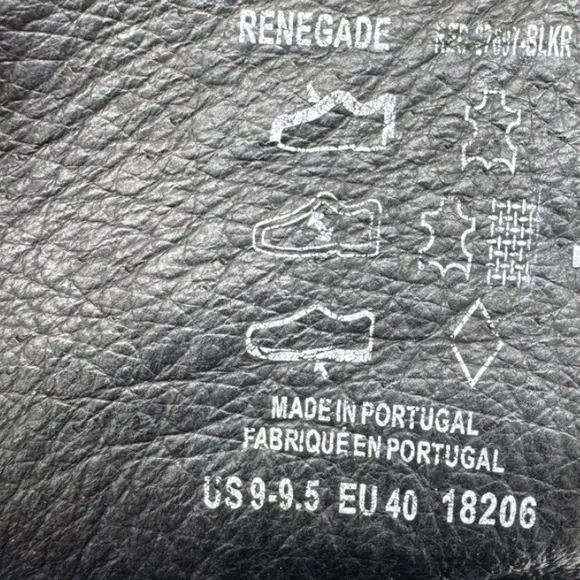 RENEGADE
MADE IN PORTUGAL
FABRIQUÉ EN PORTUGAL
US 9-9.5 EU 40 18206